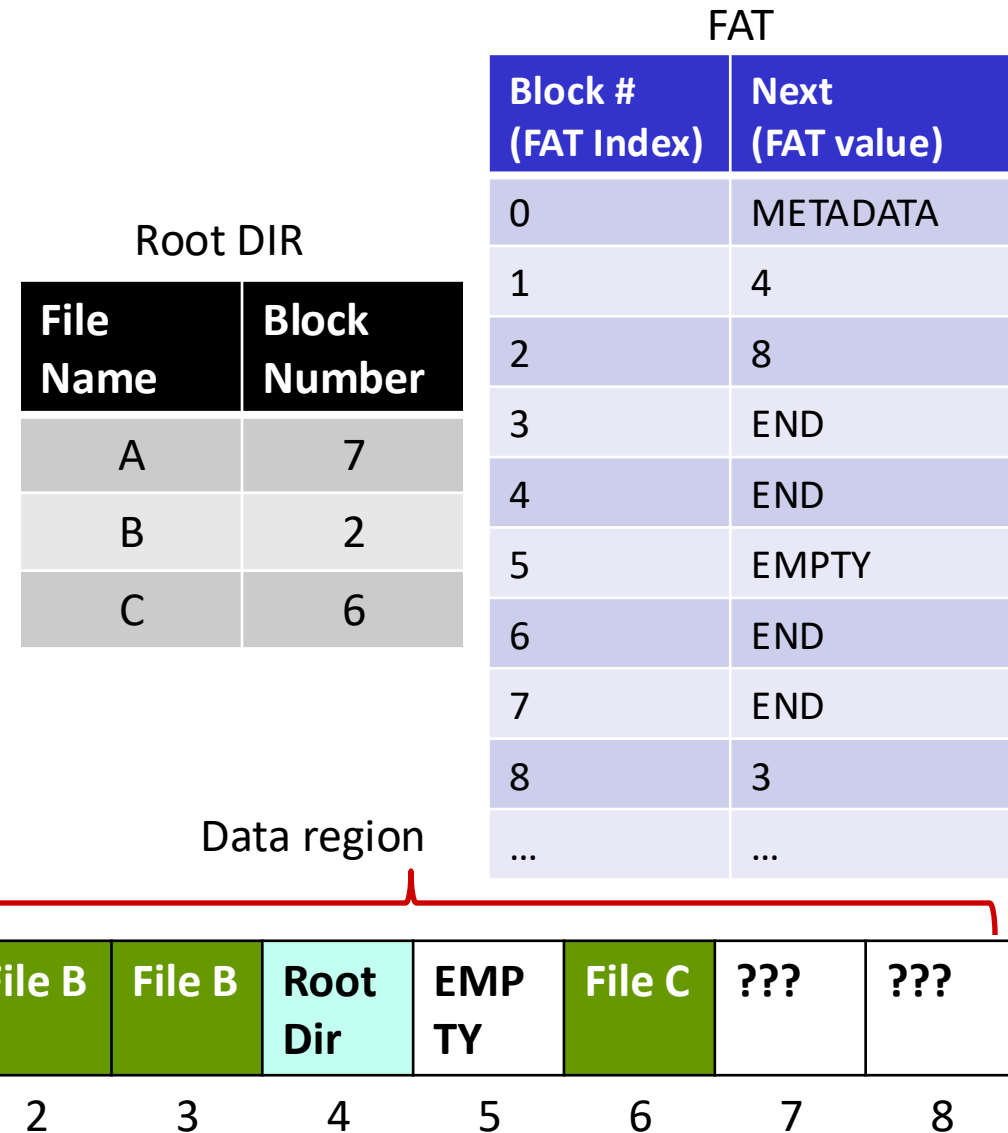 FAT
Block # Next
(FAT Index) (FAT value)
0 METADATA
1 4
2 8
3 END
4 END
5 EMPTY
6 END
7 END
8 3
... ...
Root DIR
File Block
Name Number
A 7
B 2
C 6
Data region
File B File B Root EMP File C ??? ???
Dir TY
2 3 4 5 6 7 8